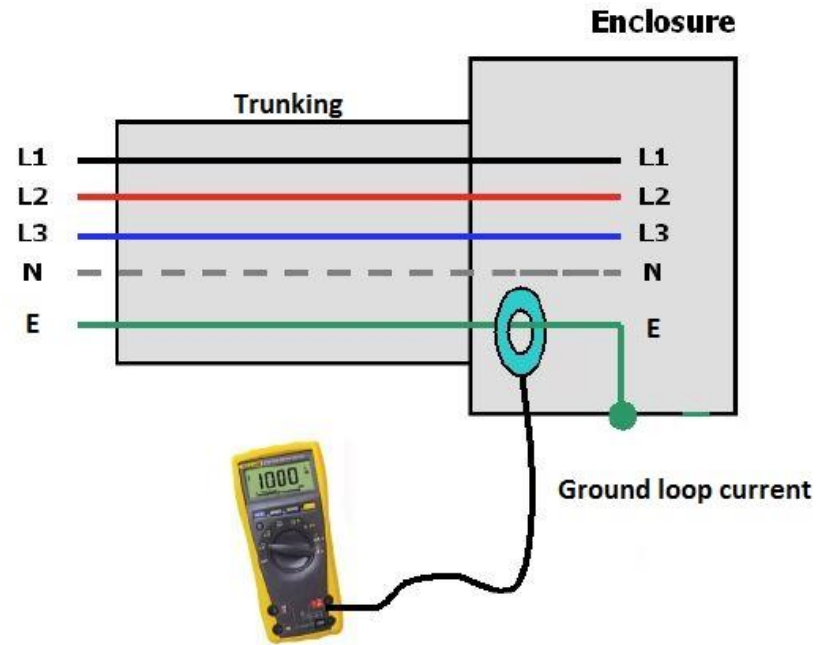 Enclosure
Trunking
L1 L1
L2 L2
L3 L3
N N
E E
1000
Ground loop current